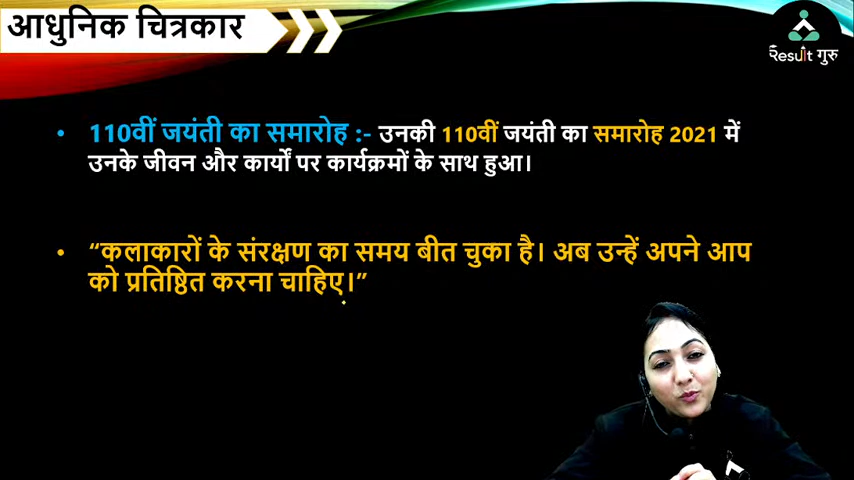 आधुनिक चित्रकार
Result गुरु
110वीं जयंती का समारोह :- उनकी 110वीं जयंती का समारोह 2021 में
उनके जीवन और कार्यों पर कार्यक्रमों के साथ हुआ।
“कलाकारों के संरक्षण का समय बीत चुका है। अब उन्हें अपने आप
को प्रतिष्ठित करना चाहिए।”